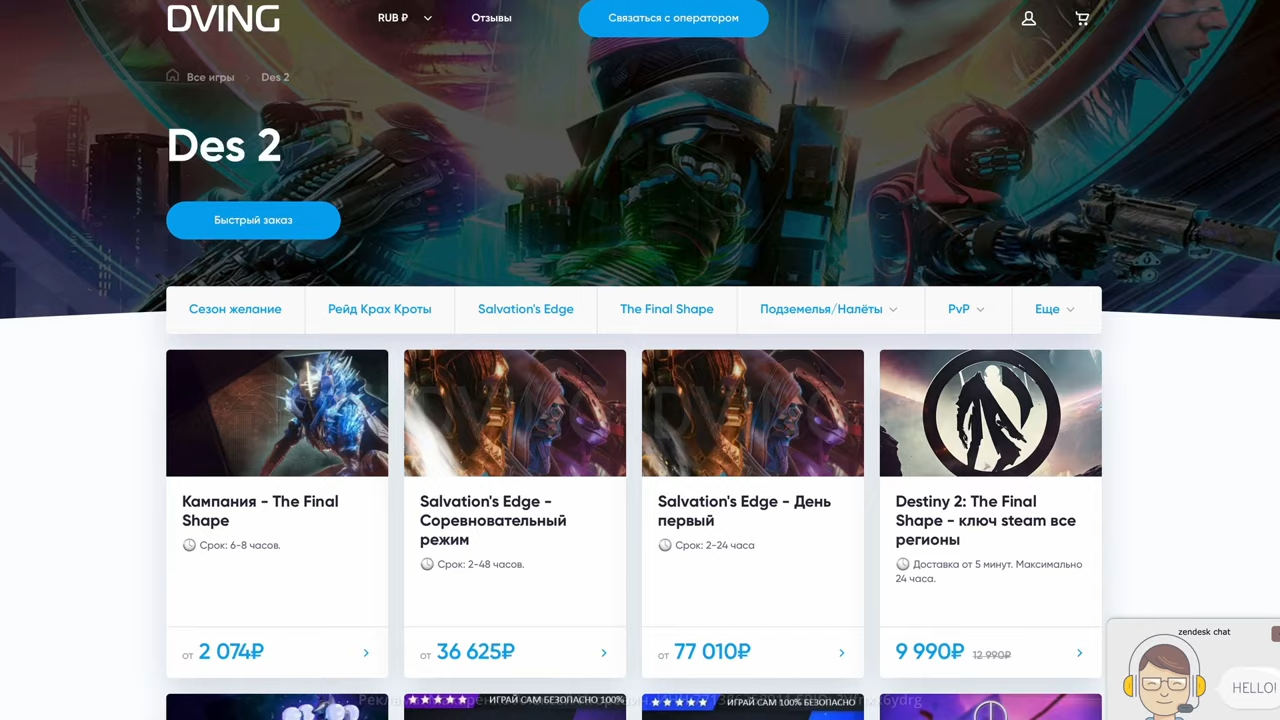 DVING
RUB ₽
Отзывы
Связаться с оператором
Все игры
Des 2
Des 2
Быстрый заказ
Сезон желание
Рейд Крах Кроты
Salvation's Edge
The Final Shape
Подземелья/Налёты
PvP
Еще
Кампания - The Final
Shape
Срок: 6-8 часов.
от 2 074₽
Salvation's Edge -
Соревновательный
режим
Срок: 2-48 часов.
от 36 625₽
Salvation's Edge - День
первый
Срок: 2-24 часа
от 77 010₽
Destiny 2: The Final
Shape - ключ steam все
регионы
Доставка от 5 минут. Максимально
24 часа.
9 990₽ 12 990₽
zendesk chat
HELLO!
ИГРАЙ САМ БЕЗОПАСНО 100%
ИГРАЙ САМ 100% БЕЗОПАСНО